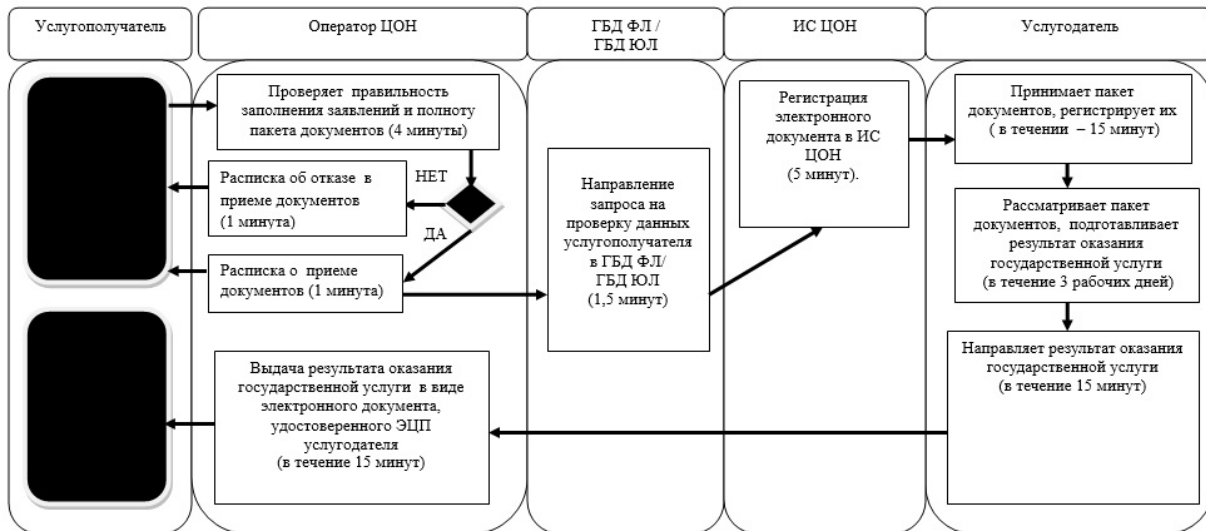 Услугополучатель
Оператор ЦОН
ГБД ФЛ /
ГБД ЮЛ
ИС ЦОН
Услугодатель
Проверяет правильность
заполнения заявлений и полноту
пакета документов (4 минуты)
НЕТ
Расписка об отказе в
приеме документов
(1 минута)
ДА
Расписка о приеме
документов (1 минута)
Выдача результата оказания
государственной услуги в виде
электронного документа,
удостоверенного ЭЦП
услугодателя
(в течение 15 минут)
Направление
запроса на
проверку данных
услугополучателя
в ГБД ФЛ/
ГБД ЮЛ
(1,5 минут)
Регистрация
электронного
документа в ИС
ЦОН
(5 минут).
Принимает пакет
документов, регистрирует их
( в течении – 15 минут)
Рассматривает пакет
документов, подготавливает
результат оказания
государственной услуги
(в течение 3 рабочих дней)
Направляет результат оказания
государственной услуги
(в течение 15 минут)